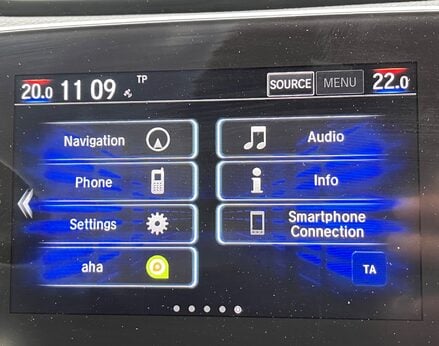 20.0 11 09 TP SOURCE MENU 22.0
Navigation Audio
Phone Info
Settings Smartphone
Connection
aha TA